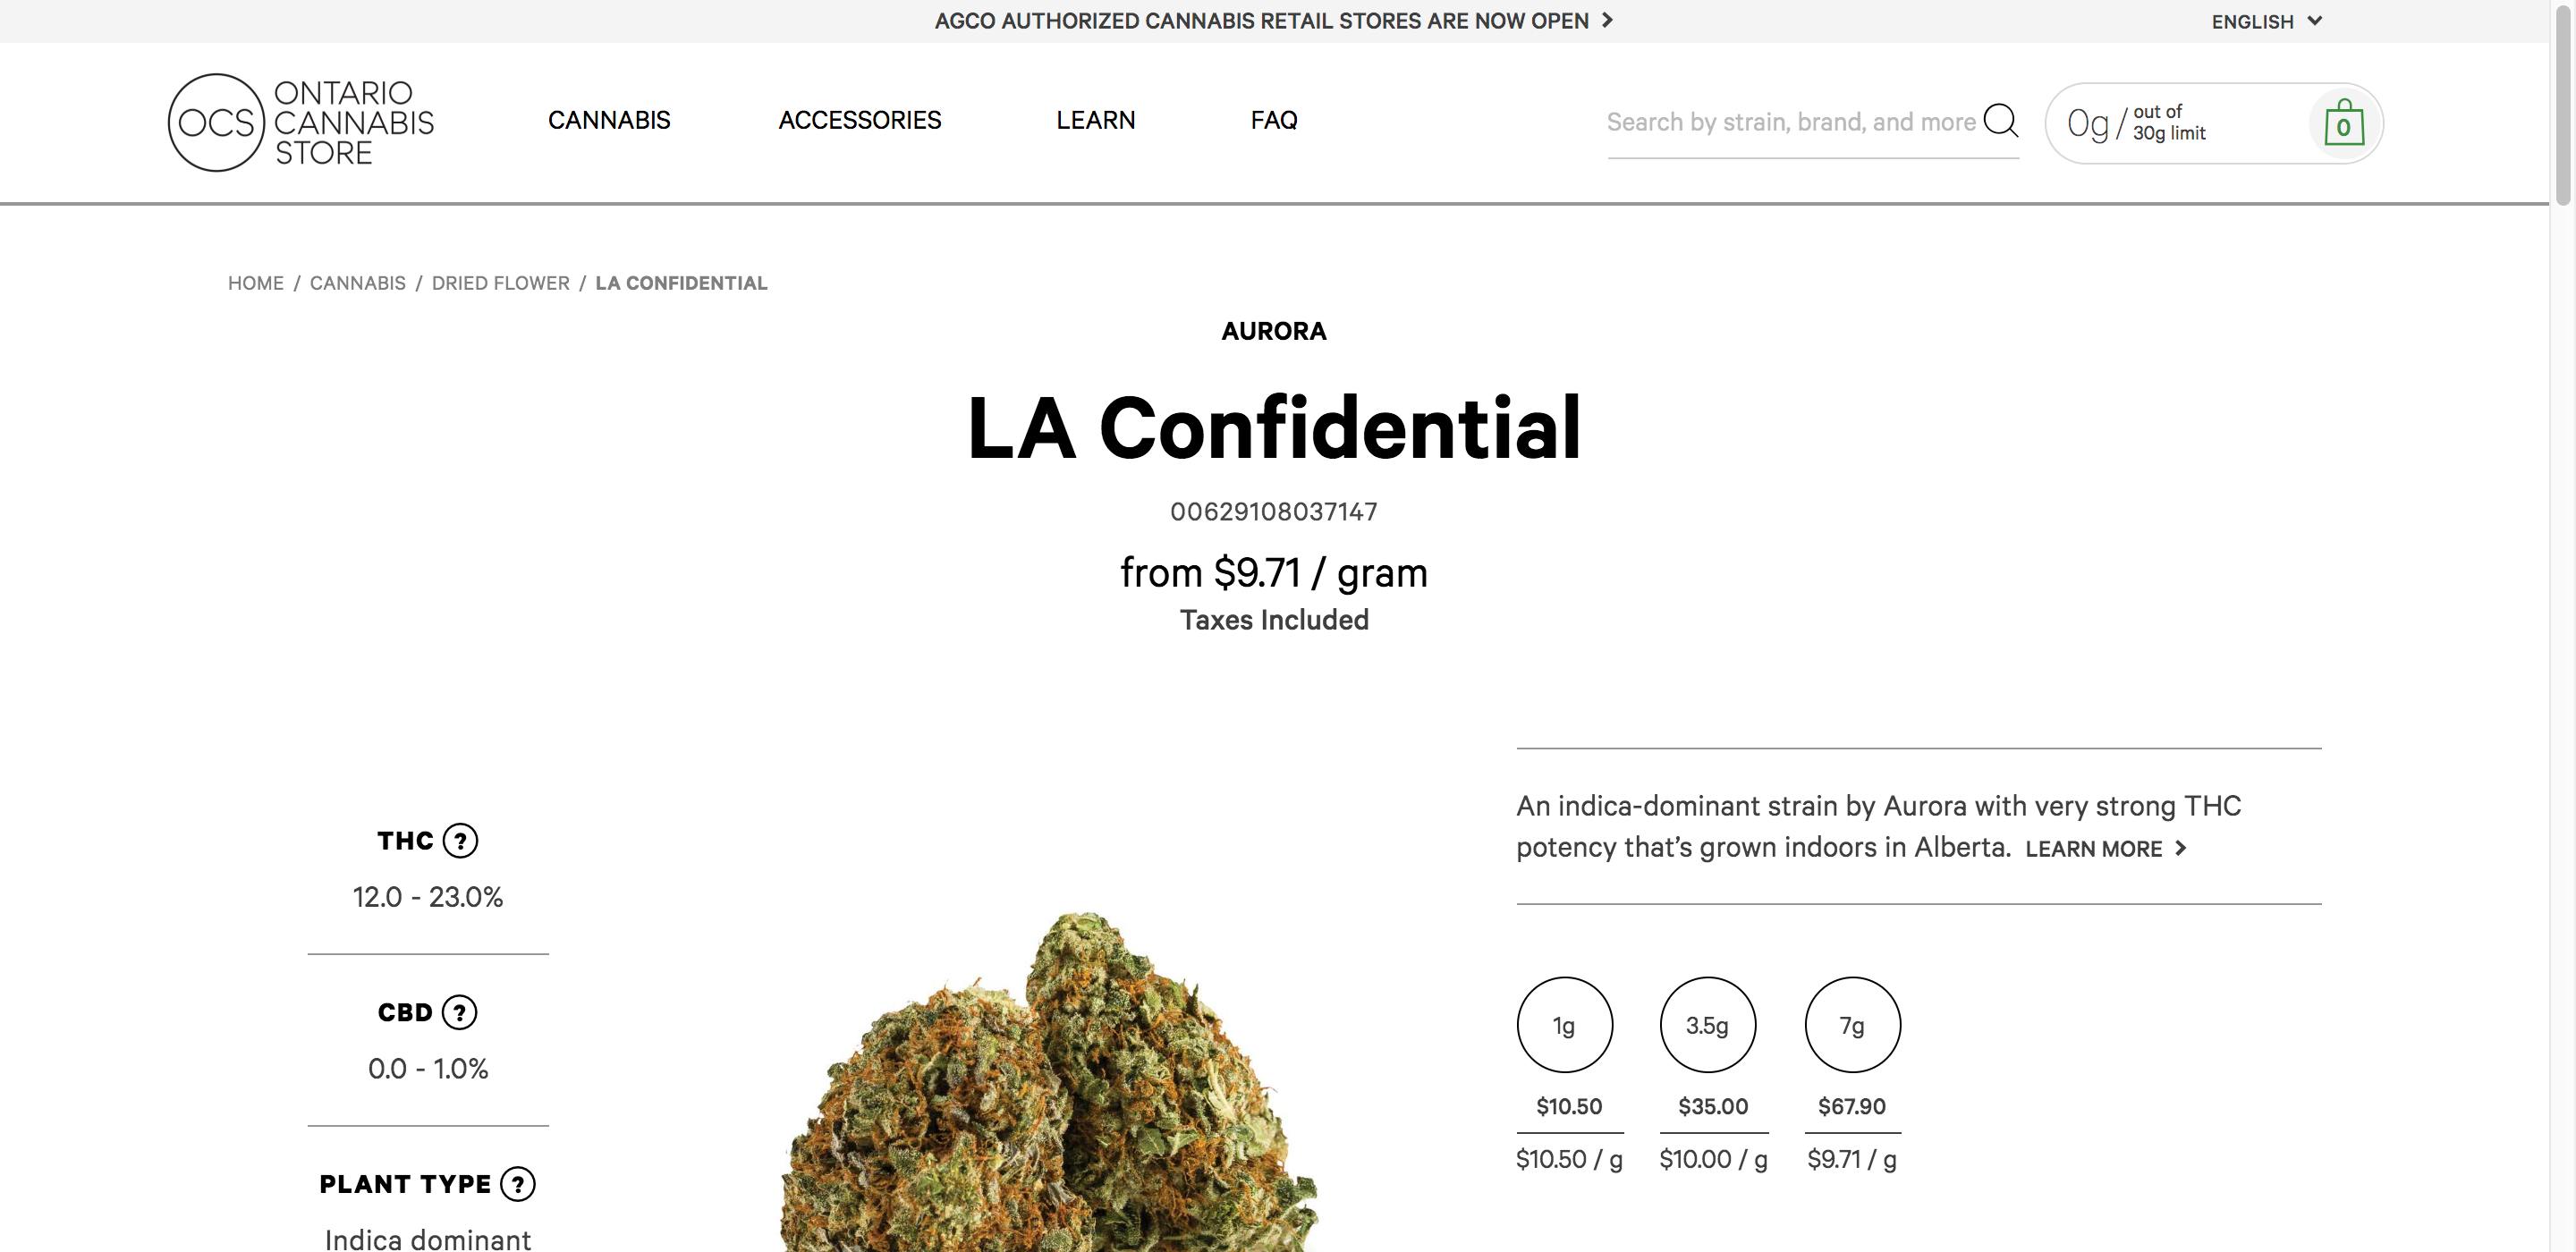 AGCO AUTHORIZED CANNABIS RETAIL STORES ARE NOW OPEN
ENGLISH
OCS
ONTARIO
CANNABIS
STORE
CANNABIS
ACCESSORIES
LEARN
FAQ
Search by strain, brand, and more
0g /
out of
30g limit
0
HOME / CANNABIS / DRIED FLOWER / LA CONFIDENTIAL
AURORA
LA Confidential
00629108037147
from $9.71 / gram
Taxes Included
THC ?
12.0 - 23.0%
CBD ?
0.0 - 1.0%
PLANT TYPE ?
Indica dominant
An indica-dominant strain by Aurora with very strong THC
potency that’s grown indoors in Alberta. LEARN MORE
1g 3.5g 7g
$10.50 $35.00 $67.90
$10.50 / g $10.00 / g $9.71 / g